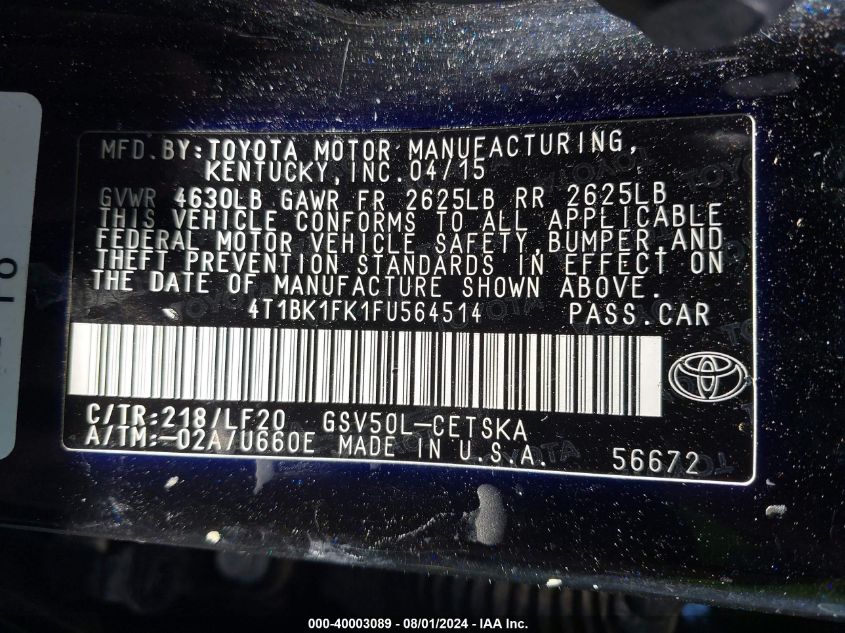 MFD.BY:TOYOTA MOTOR MANUFACTURING,
KENTUCKY,INC.04/15
GVWR 4630LB GAWR FR 2625LB RR 2625LB
THIS VEHICLE CONFORMS TO ALL APPLICABLE
FEDERAL MOTOR VEHICLE SAFETY,BUMPER,AND
THEFT PREVENTION STANDARDS IN EFFECT ON
THE DATE OF MANUFACTURE SHOWN ABOVE.
4T1BK1FK1FU564514 PASS.CAR
C/TR:218/LF20 GSV50L-CETSKA
A/TM:-02A/U660E MADE IN U.S.A. 56672
000-40003089 - 08/01/2024 - IAA Inc.